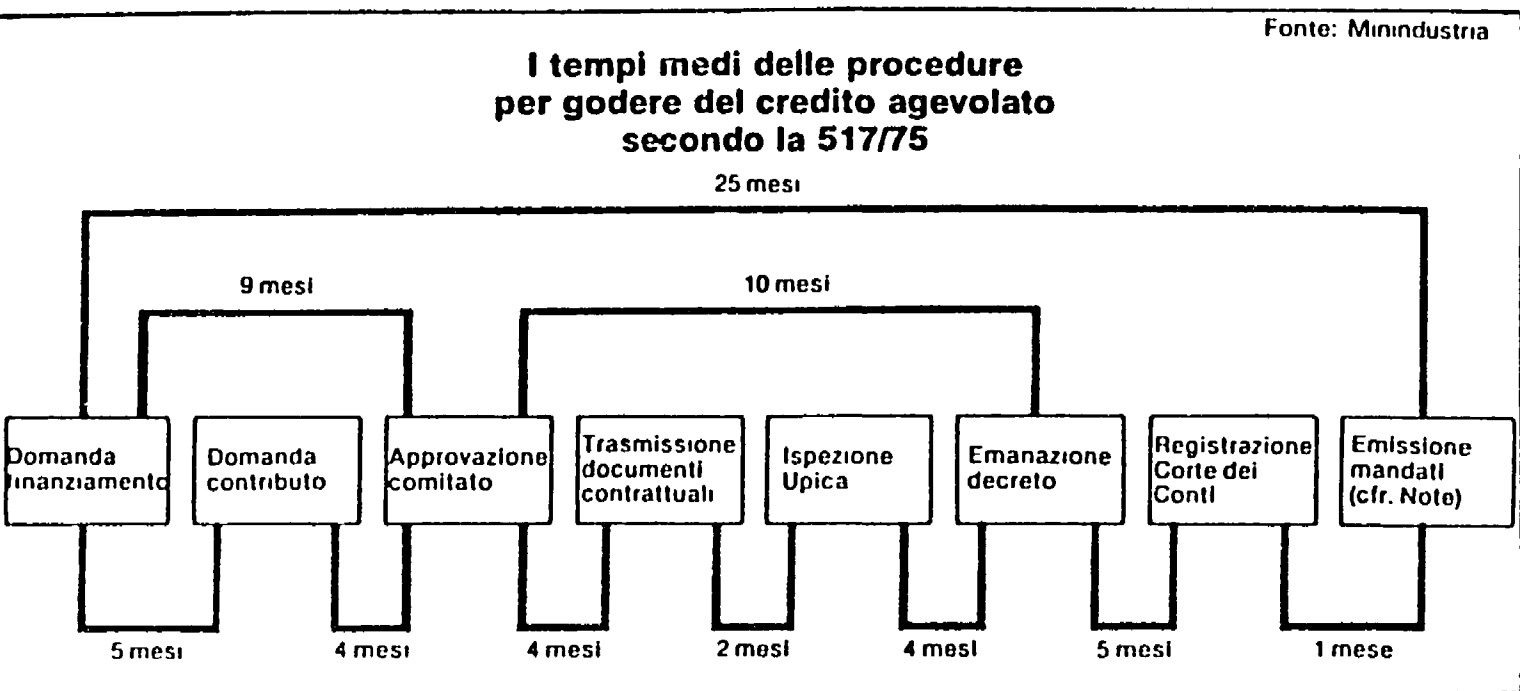 Fonte: Minindustria
I tempi medi delle procedure
per godere del credito agevolato
secondo la 517/75
25 mesi
9 mesi
10 mesi
Domanda
finanziamento
Domanda
contributo
Approvazione
comitato
Trasmissione
documenti
contrattuali
Ispezione
Upica
Emanazione
decreto
Registrazione
Corte dei
Conti
Emissione
mandati
(cfr. Note)
5 mesi
4 mesi
4 mesi
2 mesi
4 mesi
5 mesi
1 mese